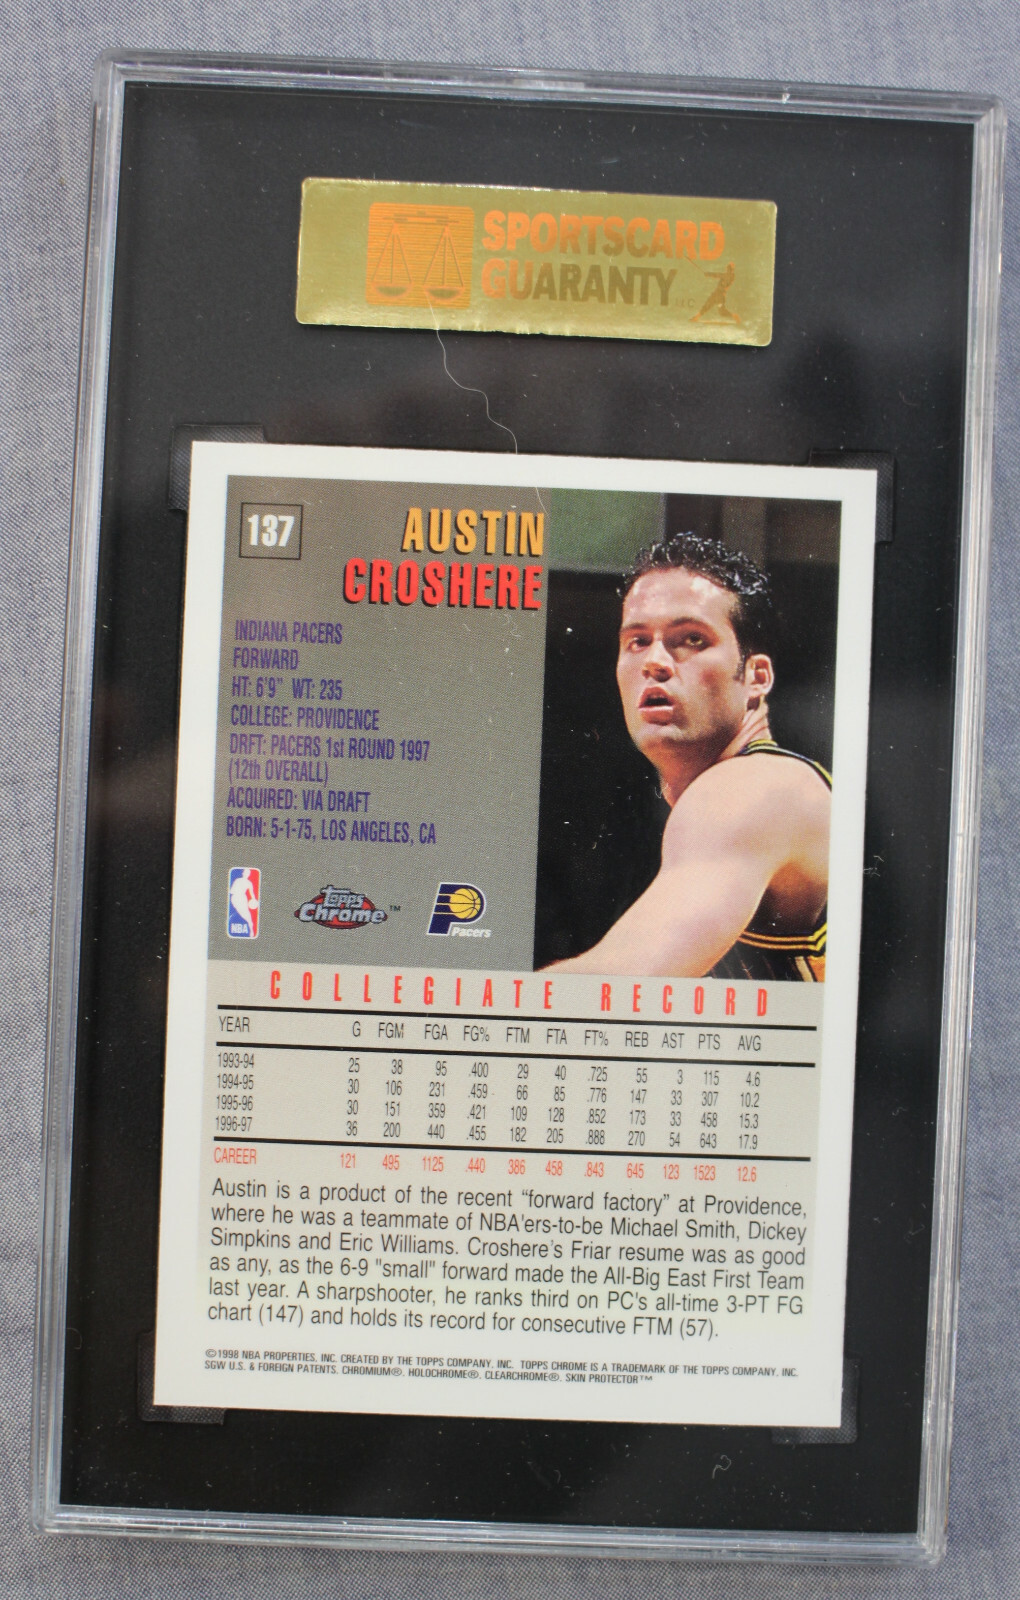 SPORTSCARD
GUARANTY LLC
137
AUSTIN
CROSHERE
INDIANA PACERS
FORWARD
HT: 6'9" WT: 235
COLLEGE: PROVIDENCE
DRFT: PACERS 1st ROUND 1997
(12th OVERALL)
ACQUIRED: VIA DRAFT
BORN: 5-1-75, LOS ANGELES, CA
NBA
Topps
Chrome™
Pacers
COLLEGIATE RECORD
YEAR G FGM FGA FG% FTM FTA FT% REB AST PTS AVG
1993-94 25 38 95 .400 29 40 .725 55 3 115 4.6
1994-95 30 106 231 .459 66 85 .776 147 33 307 10.2
1995-96 30 151 359 .421 109 128 .852 173 33 458 15.3
1996-97 36 200 440 .455 182 205 .888 270 54 643 17.9
CAREER 121 495 1125 .440 386 458 .843 645 123 1523 12.6
Austin is a product of the recent "forward factory" at Providence,
where he was a teammate of NBA'ers-to-be Michael Smith, Dickey
Simpkins and Eric Williams. Croshere's Friar resume was as good
as any, as the 6-9 "small" forward made the All-Big East First Team
last year. A sharpshooter, he ranks third on PC's all-time 3-PT FG
chart (147) and holds its record for consecutive FTM (57).
©1998 NBA PROPERTIES, INC. CREATED BY THE TOPPS COMPANY, INC. TOPPS CHROME IS A TRADEMARK OF THE TOPPS COMPANY, INC.
SGW U.S. & FOREIGN PATENTS. CHROMIUM®. HOLOCHROME®. CLEARCHROME®. SKIN PROTECTOR™